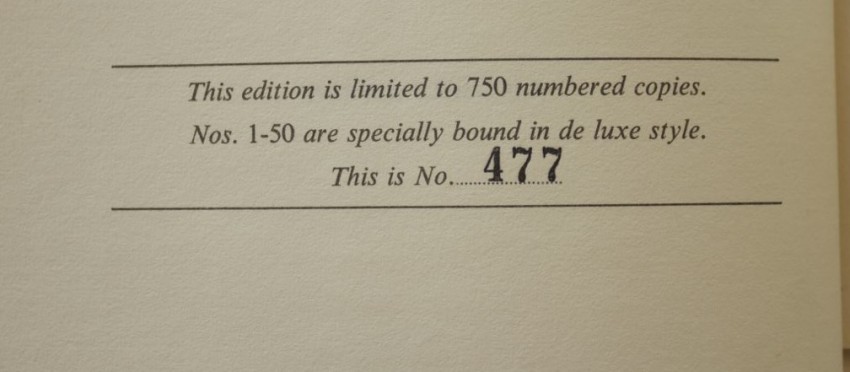 This edition is limited to 750 numbered copies.
Nos. 1-50 are specially bound in de luxe style.
This is No. 477